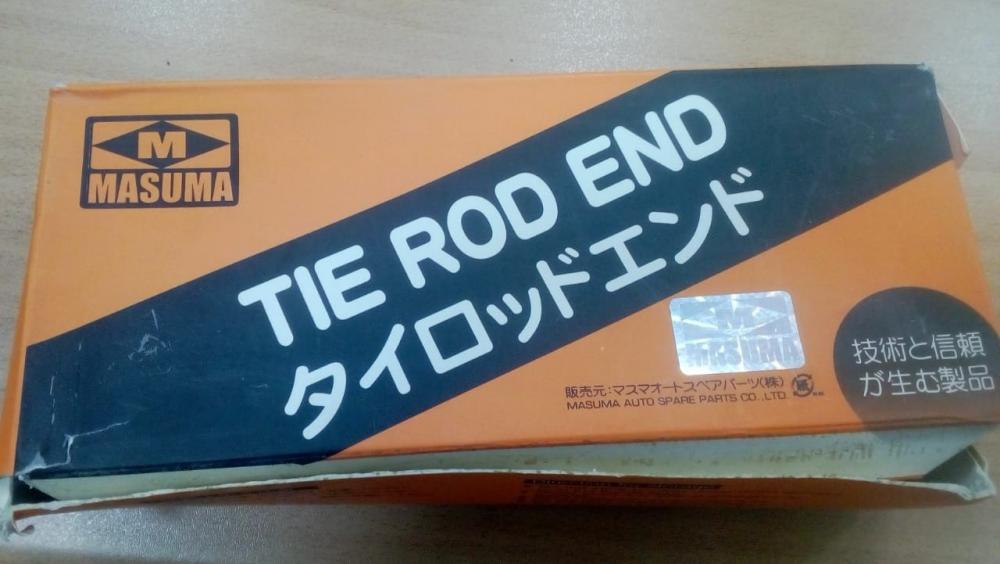 M
MASUMA
TIE ROD END
タイロッドエンド
MASUMA
技術と信頼
が生む製品
販売元:マスマオートスペアパーツ(株)
MASUMA AUTO SPARE PARTS CO.,LTD.